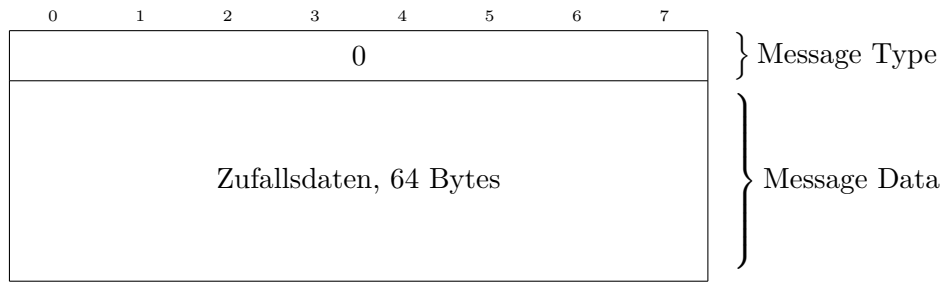 0 1 2 3 4 5 6 7
0 Message Type
Zufallsdaten, 64 Bytes Message Data